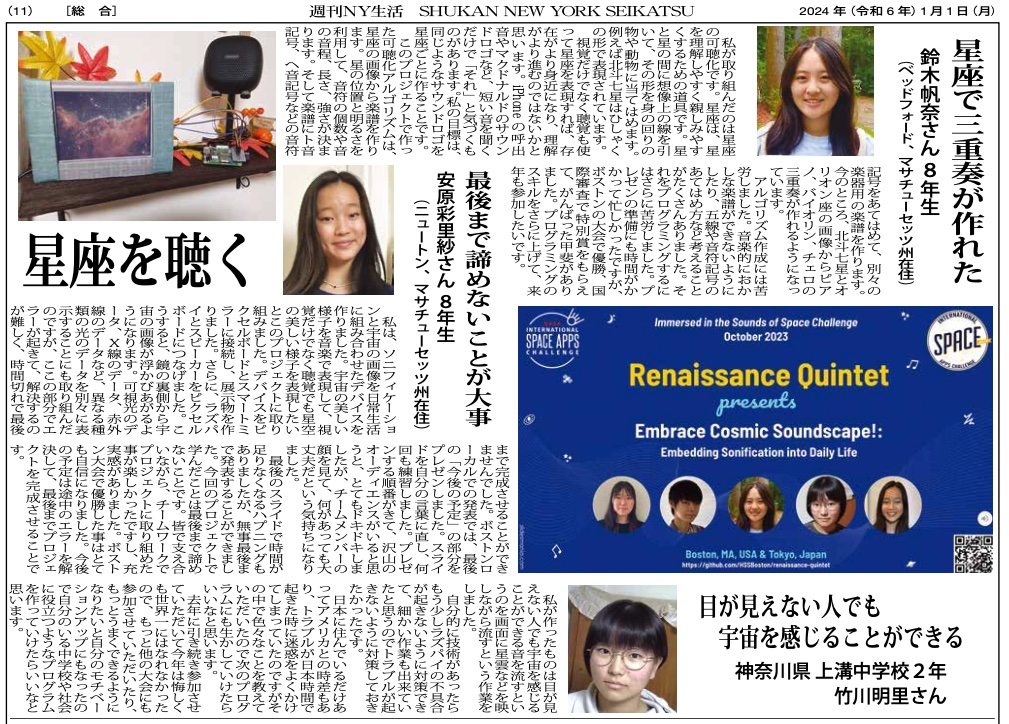 (11)　［総　合］　週刊NY生活　SHUKAN NEW YORK SEIKATSU　2024年（令和6年）1月1日（月）
星座を聴く
星座で三重奏が作れた
鈴木帆奈さん 8年生
（ベッドフォード、マサチューセッツ州在住）
私が取り組んだのは星座
の可聴化です。星座は、星
を理解しやすく親しみやす
くするための道具です。星
と星の間に想像上の線を引
いて、その形を身の回りの
物や動物に当てはめます。
例えば北斗七星はひしゃく
の形で表現されています。
視覚だけでなく聴覚も使
って星座を表現すれば、存
在がより身近になり、理解
がより進むのではないかと
思います。iPhoneの呼出
音やマクドナルドのサウン
ドロゴなど、短い音を聞く
だけで「それ」と気づくも
のがあります。私の目標は、
同じようなサウンドロゴを
星座ごとに作ることです。
このプロジェクトで作っ
た可聴化アルゴリズムは、
星座の画像から楽譜を作り
ます。星の位置と明るさを
利用して、音符の個数や音
の音程、長さ、強さが決ま
ります。そして楽譜にト音
記号、ヘ音記号などの音符
記号をあてはめて、別々の
楽器用の楽譜を作ります。
今のところ、北斗七星とオ
リオン座の画像からピア
ノ、バイオリン、チェロの
三重奏が作れるようになっ
ています。
アルゴリズム作成には苦
労しました。音楽的におか
しな楽譜ができないように
したり、五線や音符記号の
あてはめ方など考えること
がたくさんありました。そ
れをプログラミングするに
はさらに苦労しました。プ
レゼンの準備にも時間がか
かって忙しかったですが、
ボストンの大会で優勝、国
際審査で特別賞をもらえ
て、がんばった甲斐があり
ました。プログラミングの
スキルをさらに上げて、来
年も参加したいです。
最後まで諦めないことが大事
安原彩里紗さん 8年生
（ニュートン、マサチューセッツ州在住）
私は、ソニフィケーショ
ンと宇宙の画像を日常生活
に組み合わせたデバイスを
作りました。宇宙の美しい
様子を音楽で表現して、視
覚だけでなく聴覚でも星空
の美しい様子を表現したい
とこのプロジェクトに取り
組みました。デバイスをピ
クセルボードとスマートミ
ラーに接続し、展示物を作
りました。さらに、ラズパ
イとスピーカーをピクセル
ボードにつなげました。こ
うすると、鏡の裏側から宇
宙の画像が浮かびあがるよ
うになります。可視光のデ
ータ、X線のデータ、赤外
線のデータなど、異なる種
類の光のデータを別々に表
示することにも取り組んだ
のですが、ここの部分でエ
ラーが起きて、解決するの
が難しく、時間切れで最後
まで完成させることができ
ませんでした。ボストンロ
ーカルでの発表では、最後
の「今後の予定」の部分を
プレゼンしました。スライ
ドを自分の言葉に直し、何
回も練習しました。プレゼ
ンする順番がきて、沢山の
オーディエンスがいると思
うと、とてもドキドキしま
したが、チームメンバーの
顔を見て、何があっても大
丈夫だという気持ちになり
ました。
最後のスライドで時間が
足りなくなるハプニングも
ありましたが、無事最後ま
で発表することができまし
た。今回のプロジェクトで
学んだことは最後まで諦め
ないことです。皆で支え合
いながら、チームワークで
プロジェクトに取り組めた
事が楽しかったですし、充
実感がありました。ボスト
ン大会で優勝した事はとて
も自信になりました。今後
の予定は途中のエラーを解
決して、最後までプロジェ
クトを完成させることで
す。
INTERNATIONAL
SPACE APPS
CHALLENGE
Immersed in the Sounds of Space Challenge
October 2023
INTERNATIONAL
SPACE
APPS CHALLENGE
Renaissance Quintet
presents
Embrace Cosmic Soundscape!:
Embedding Sonification into Daily Life
Boston, MA, USA & Tokyo, Japan
https://github.com/HSSBoston/renaissance-quintet
目が見えない人でも
宇宙を感じることができる
神奈川県 上溝中学校2年
竹川明里さん
私が作ったものは目が見
えない人でも宇宙を感じる
ことができる音を流すとい
うのを画面に星雲などを映
しながら流すという作業を
しました。
自分的に技術があったら
もう少しラズパイの不具合
が起きないように対策でき
て、細かい作業も出来てい
たと思うのでトラブルが起
きないように対策しておき
たかったです。
日本に住んでいるだけあ
ってアメリカとの時差もあ
り、トラブルが日本時間で
起きた時に迷惑をよくかけ
てしまっていたのですがそ
の中で色々なことを教えて
いただいたので次のプログ
ラムにも生かしていけたら
いいなと思います。
去年に引き続き参加させ
ていただいて今年は悔しく
も世界一にはなれなかった
ので、もっと他の大会にも
参加させていただいたり、
もっとうまくできるように
なりたいと自分のモチベー
ションアップにもなったの
で自分のいる中学校や社会
に役立つようなプログラム
を作っていけたらいいなと
思います。